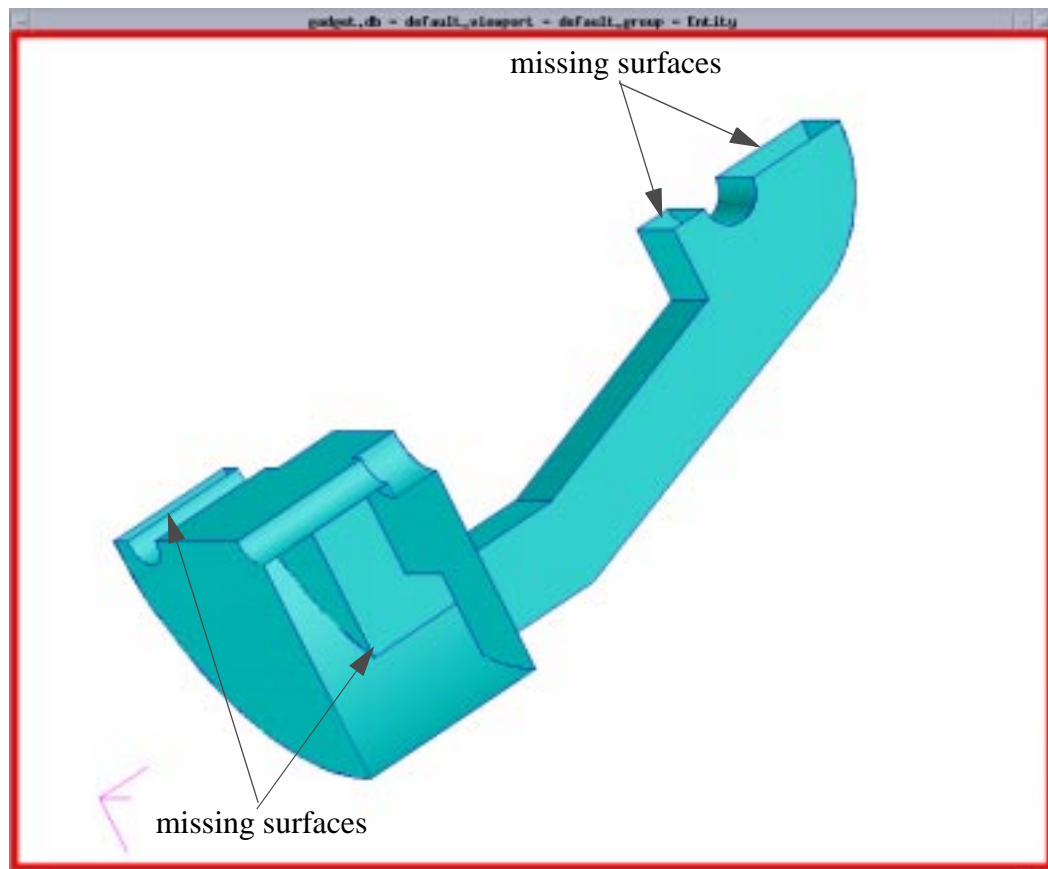 gadget.db - default_viewport - default_group - Entity
missing surfaces
missing surfaces